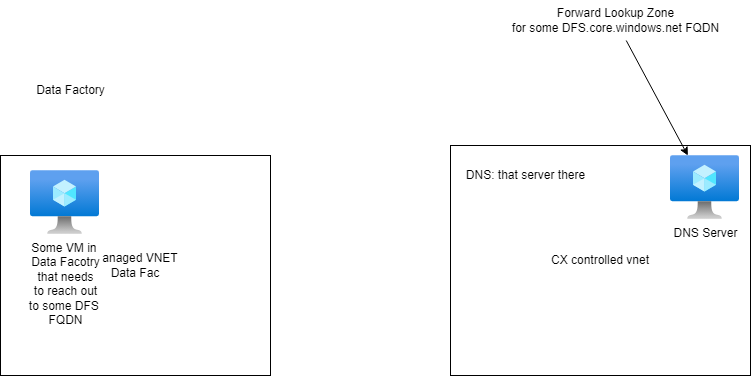 Forward Lookup Zone
for some DFS.core.windows.net FQDN
Data Factory
DNS: that server there
DNS Server
CX controlled vnet
Some VM in
Data Facotry
that needs
to reach out
to some DFS
FQDN
anaged VNET
Data Fac